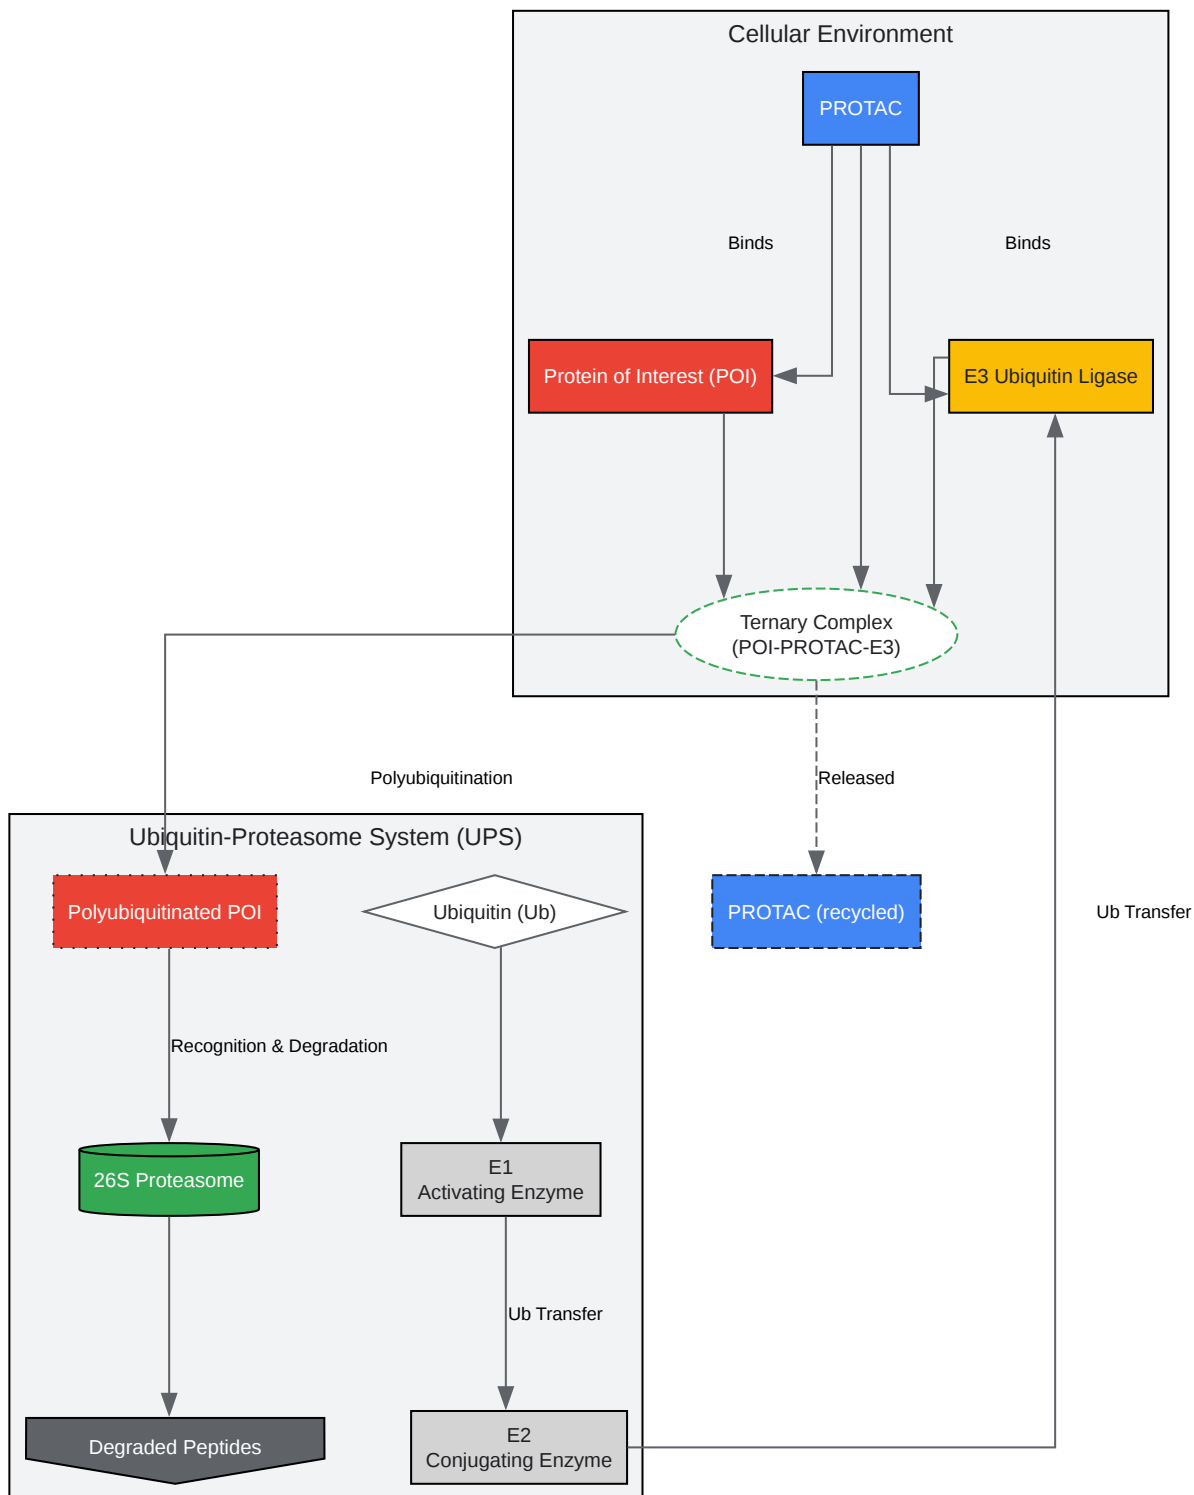 Cellular Environment
PROTAC
Binds
Binds
Protein of Interest (POI)
E3 Ubiquitin Ligase
Ternary Complex
(POI-PROTAC-E3)
Polyubiquitination
Released
Ubiquitin-Proteasome System (UPS)
Polyubiquitinated POI
Ubiquitin (Ub)
PROTAC (recycled)
Ub Transfer
Recognition & Degradation
26S Proteasome
E1
Activating Enzyme
Ub Transfer
Degraded Peptides
E2
Conjugating Enzyme